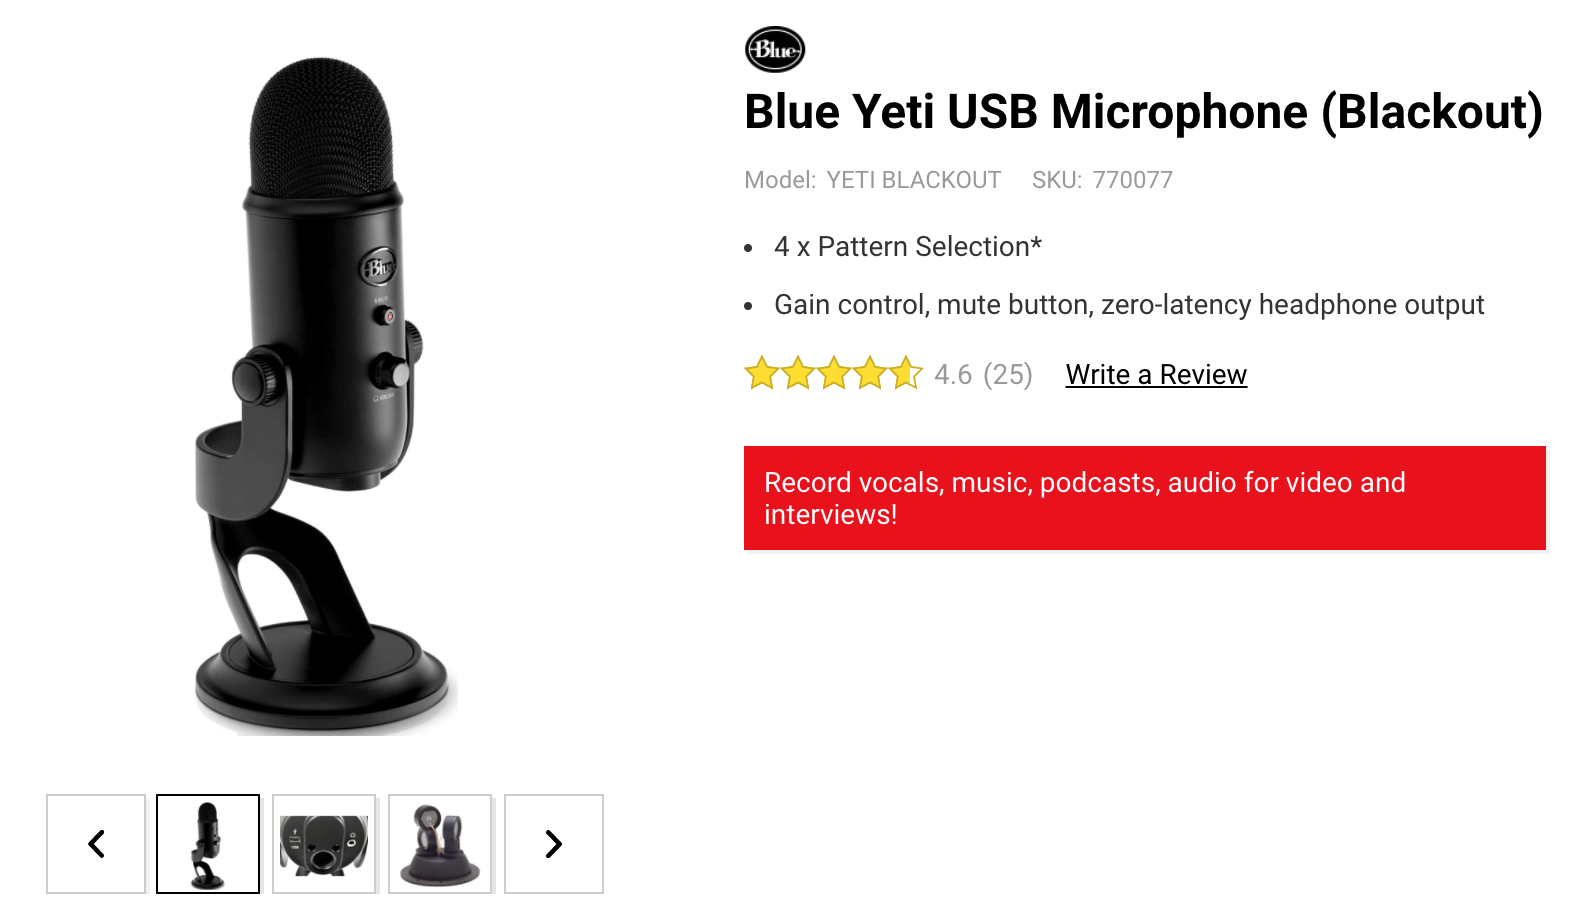 Blue
Blue Yeti USB Microphone (Blackout)
Model: YETI BLACKOUT SKU: 770077
4 x Pattern Selection*
Gain control, mute button, zero-latency headphone output
4.6 (25) Write a Review
Record vocals, music, podcasts, audio for video and
interviews!
Blue